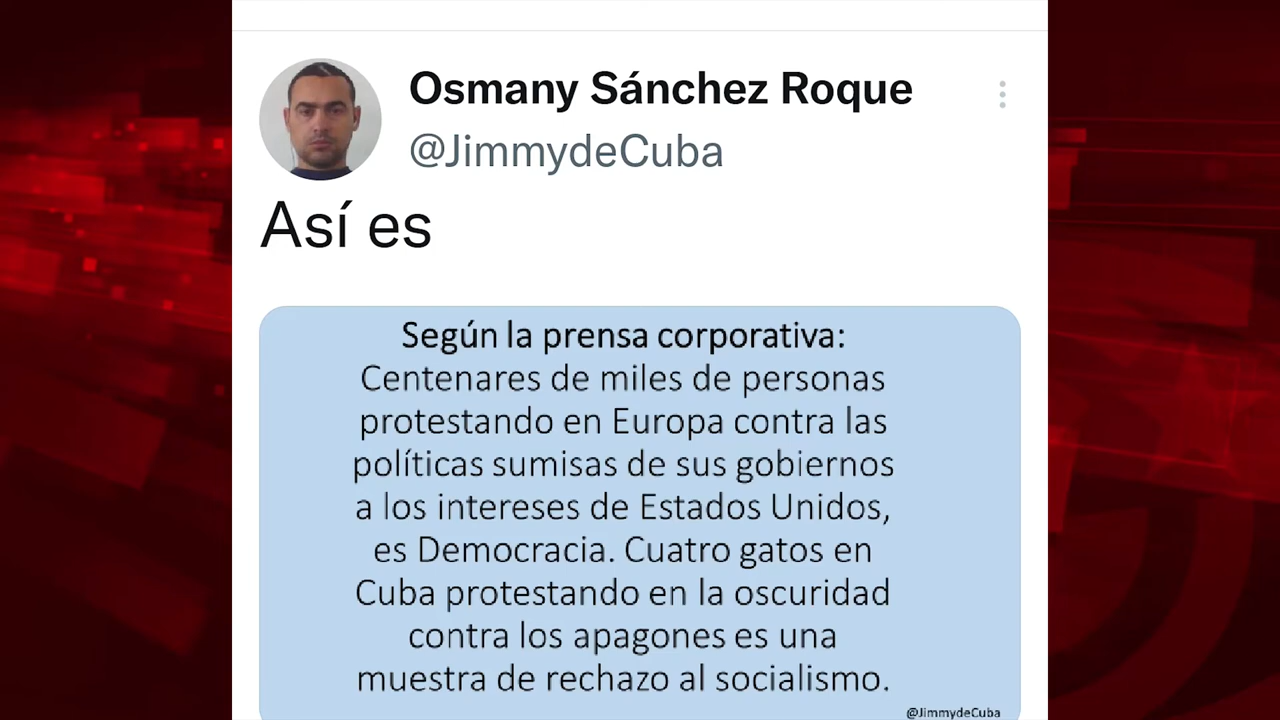 Osmany Sánchez Roque
@JimmydeCuba
Así es
Según la prensa corporativa:
Centenares de miles de personas
protestando en Europa contra las
políticas sumisas de sus gobiernos
a los intereses de Estados Unidos,
es Democracia. Cuatro gatos en
Cuba protestando en la oscuridad
contra los apagones es una
muestra de rechazo al socialismo.
@JimmydeCuba